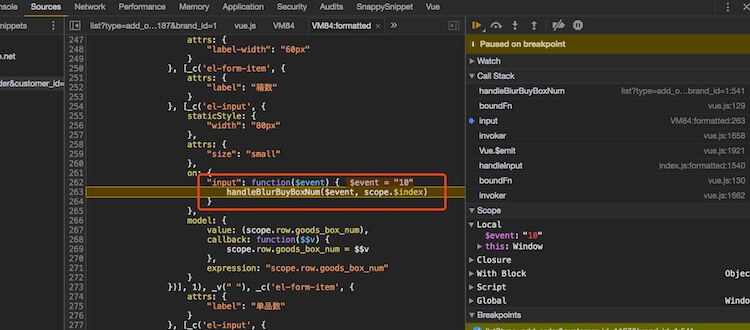 Sources Network Performance Memory Application Security Audits SnappySnippet Vue
nippets
list?type=add_o...187&brand_id=1 vue.js VM84 VM84:formatted
p.net
der&customer_id=
247 attrs: {
248 "label-width": "60px"
249 }
250 }, [_c('el-form-item', {
251 attrs: {
252 "label": "箱数"
253 }
254 }, [_c('el-input', {
255 staticStyle: {
256 "width": "80px"
257 },
258 attrs: {
259 "size": "small"
260 },
261 on: {
262 "input": function($event) { $event = "10"
263 handleBlurBuyBoxNum($event, scope.$index)
264 }
265 },
266 model: {
267 value: (scope.row.goods_box_num),
268 callback: function($$v) {
269 scope.row.goods_box_num = $$v
270 },
271 expression: "scope.row.goods_box_num"
272 }
273 })], 1), _v(" "), _c('el-form-item', {
274 attrs: {
275 "label": "单品数"
276 }
277 }, [_c('el-input', {
Paused on breakpoint
Watch
Call Stack
handleBlurBuyBoxNum list?type=add_o…brand_id=1:541
boundFn vue.js:129
input VM84:formatted:263
invoker vue.js:1658
Vue.$emit vue.js:1921
handleInput index.js:formatted:1540
boundFn vue.js:130
invoker vue.js:1662
Scope
Local
$event: "10"
this: Window
Closure
With Block Objec
Script
Global Windo
Breakpoints